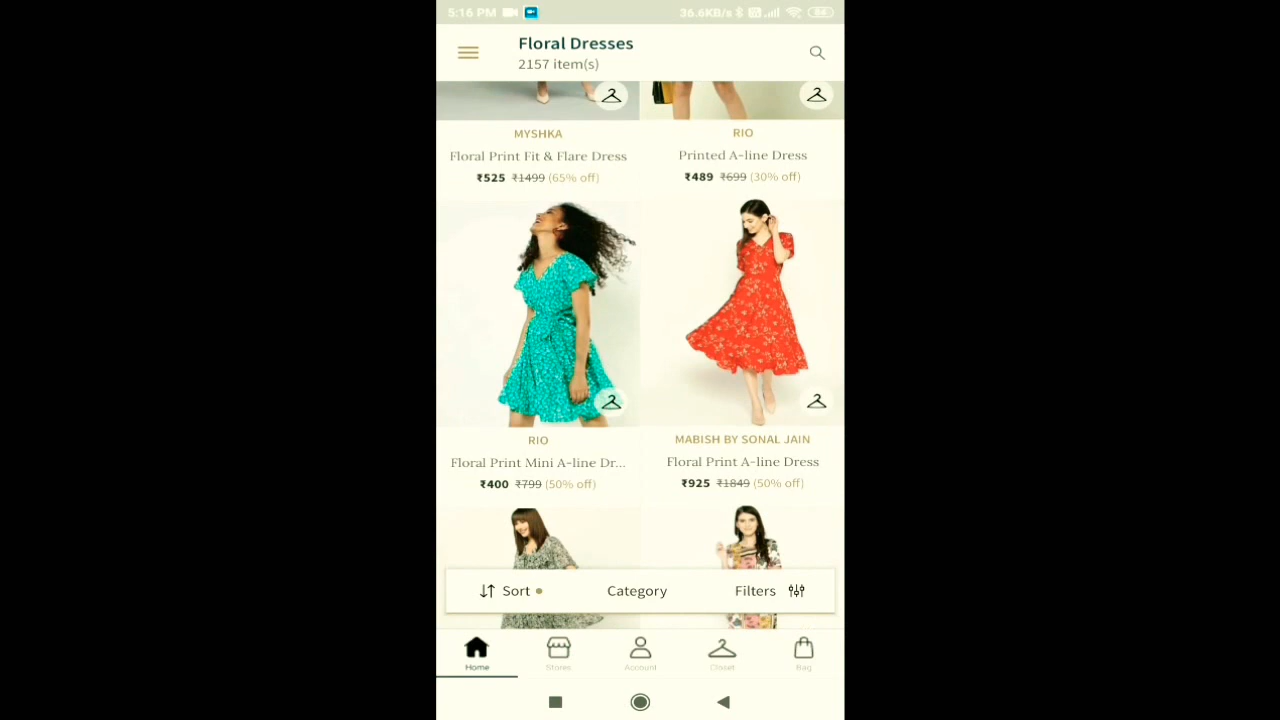 5:16 PM 36.6KB/s
Floral Dresses
2157 item(s)
MYSHKA
Floral Print Fit & Flare Dress
₹525 ₹1499 (65% off)
RIO
Printed A-line Dress
₹489 ₹699 (30% off)
RIO
Floral Print Mini A-line Dr...
₹400 ₹799 (50% off)
MABISH BY SONAL JAIN
Floral Print A-line Dress
₹925 ₹1849 (50% off)
Sort Category Filters
Home Stores Account Closet Bag